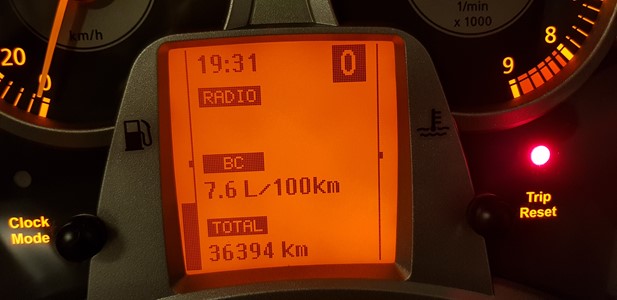 km/h
20
0
1/min
x 1000
8
9
19:31
0
RADIO
BC
7.6 L/100km
TOTAL
36394 km
Clock
Mode
Trip
Reset